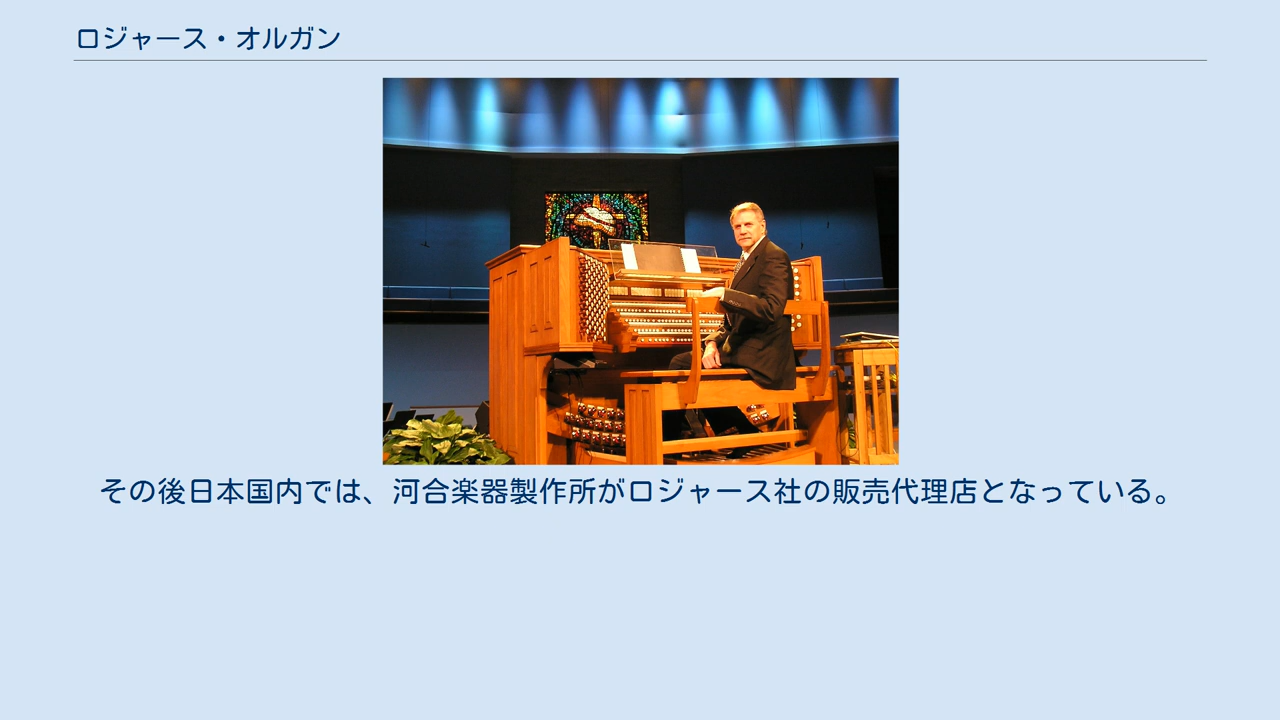 ロジャース・オルガン
その後日本国内では、河合楽器製作所がロジャース社の販売代理店となっている。